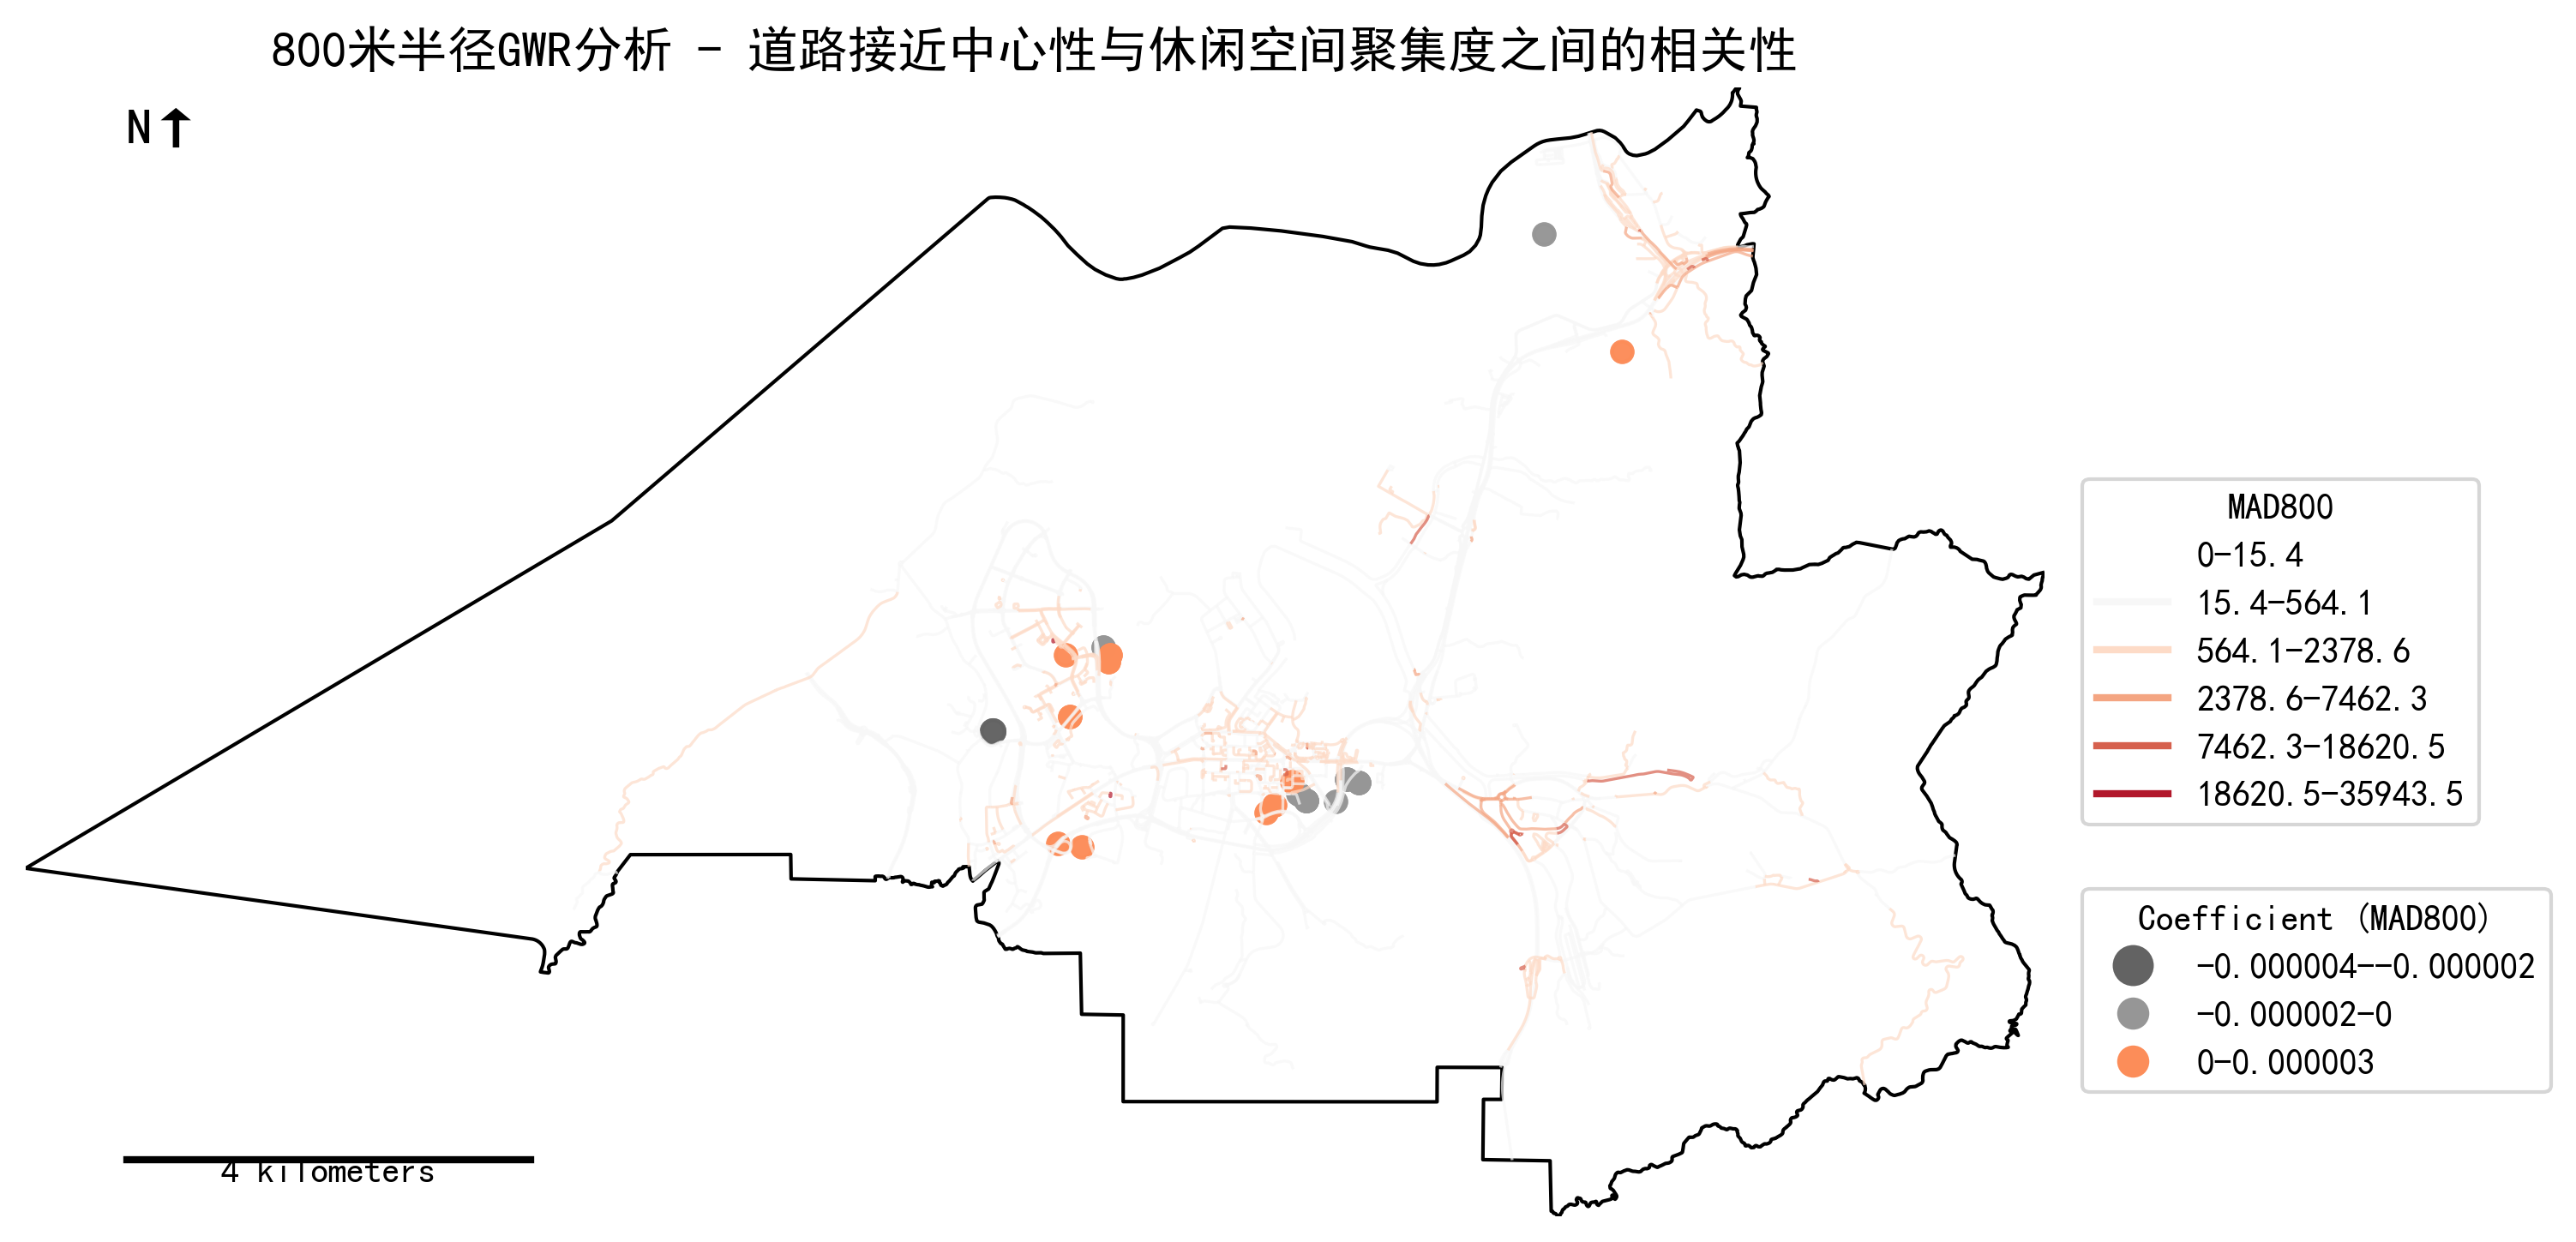 800米半径GWR分析 - 道路接近中心性与休闲空间聚集度之间的相关性
N↑
MAD800
0-15.4
15.4-564.1
564.1-2378.6
2378.6-7462.3
7462.3-18620.5
18620.5-35943.5
Coefficient (MAD800)
-0.000004--0.000002
-0.000002-0
0-0.000003
4 kilometers